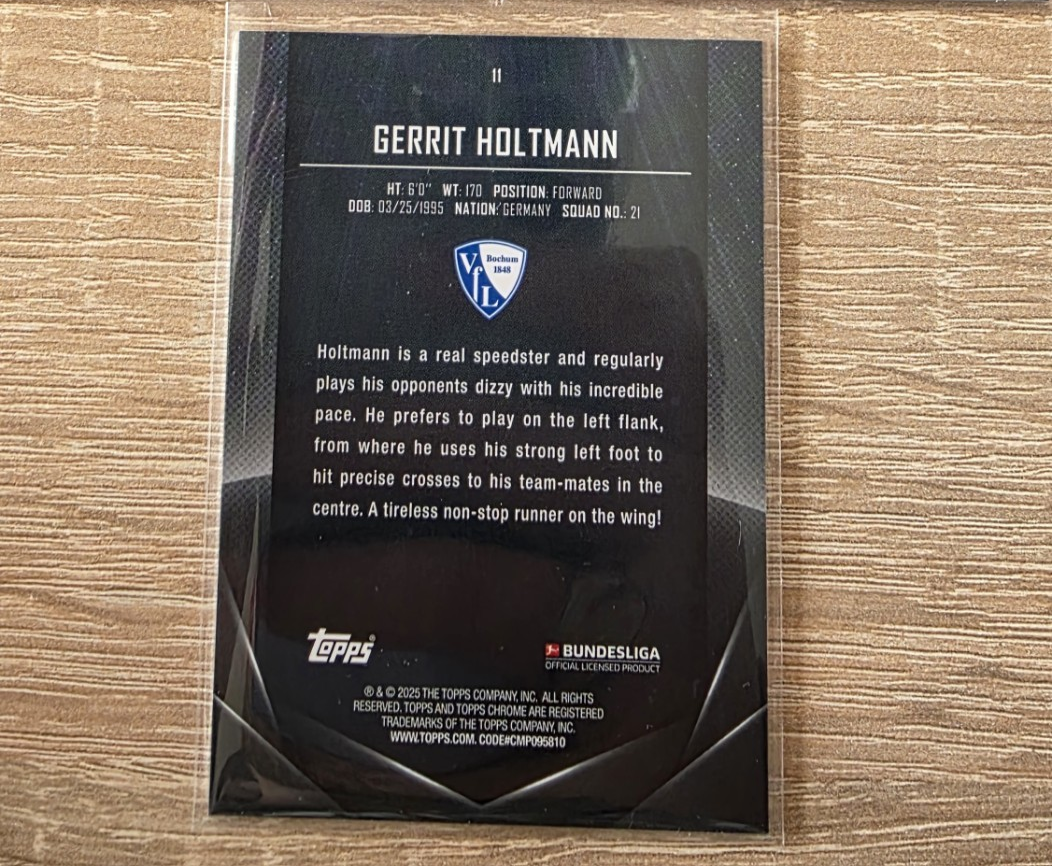 11
GERRIT HOLTMANN
HT: 6'0" WT: 170 POSITION: FORWARD
DOB: 03/25/1995 NATION: GERMANY SQUAD NO.: 21
VfL Bochum
1848
Holtmann is a real speedster and regularly
plays his opponents dizzy with his incredible
pace. He prefers to play on the left flank,
from where he uses his strong left foot to
hit precise crosses to his team-mates in the
centre. A tireless non-stop runner on the wing!
Topps®
BUNDESLIGA
OFFICIAL LICENSED PRODUCT
® & © 2025 THE TOPPS COMPANY, INC. ALL RIGHTS
RESERVED. TOPPS AND TOPPS CHROME ARE REGISTERED
TRADEMARKS OF THE TOPPS COMPANY, INC.
WWW.TOPPS.COM. CODE#CMP095810